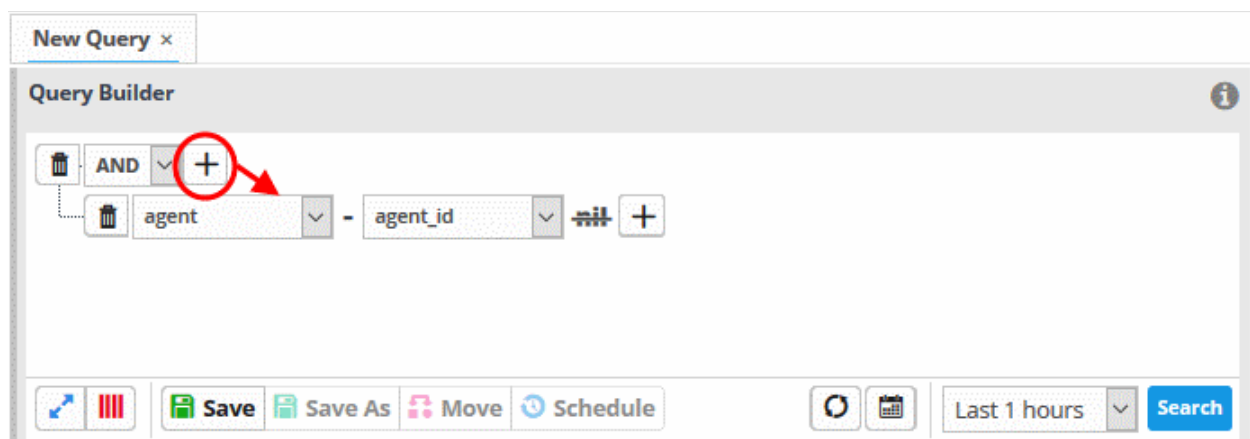 New Query ×
Query Builder
AND +
agent - agent_id nil +
Save Save As Move Schedule Last 1 hours Search